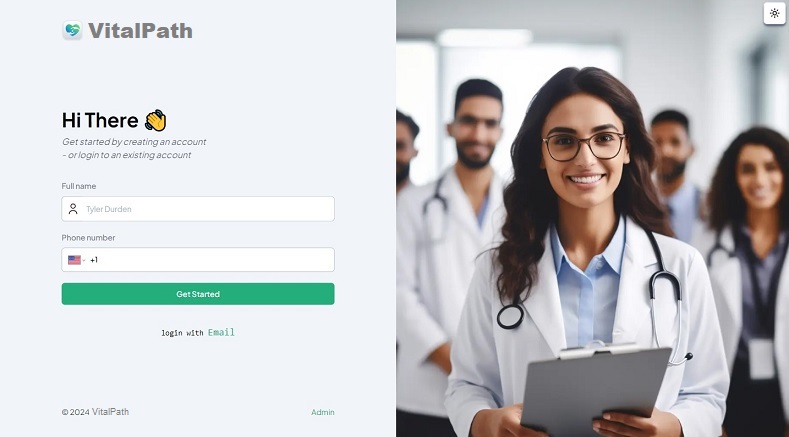 VitalPath
Hi There 👋
Get started by creating an account
- or login to an existing account
Full name
Tyler Durden
Phone number
+1
Get Started
login with Email
© 2024 VitalPath
Admin